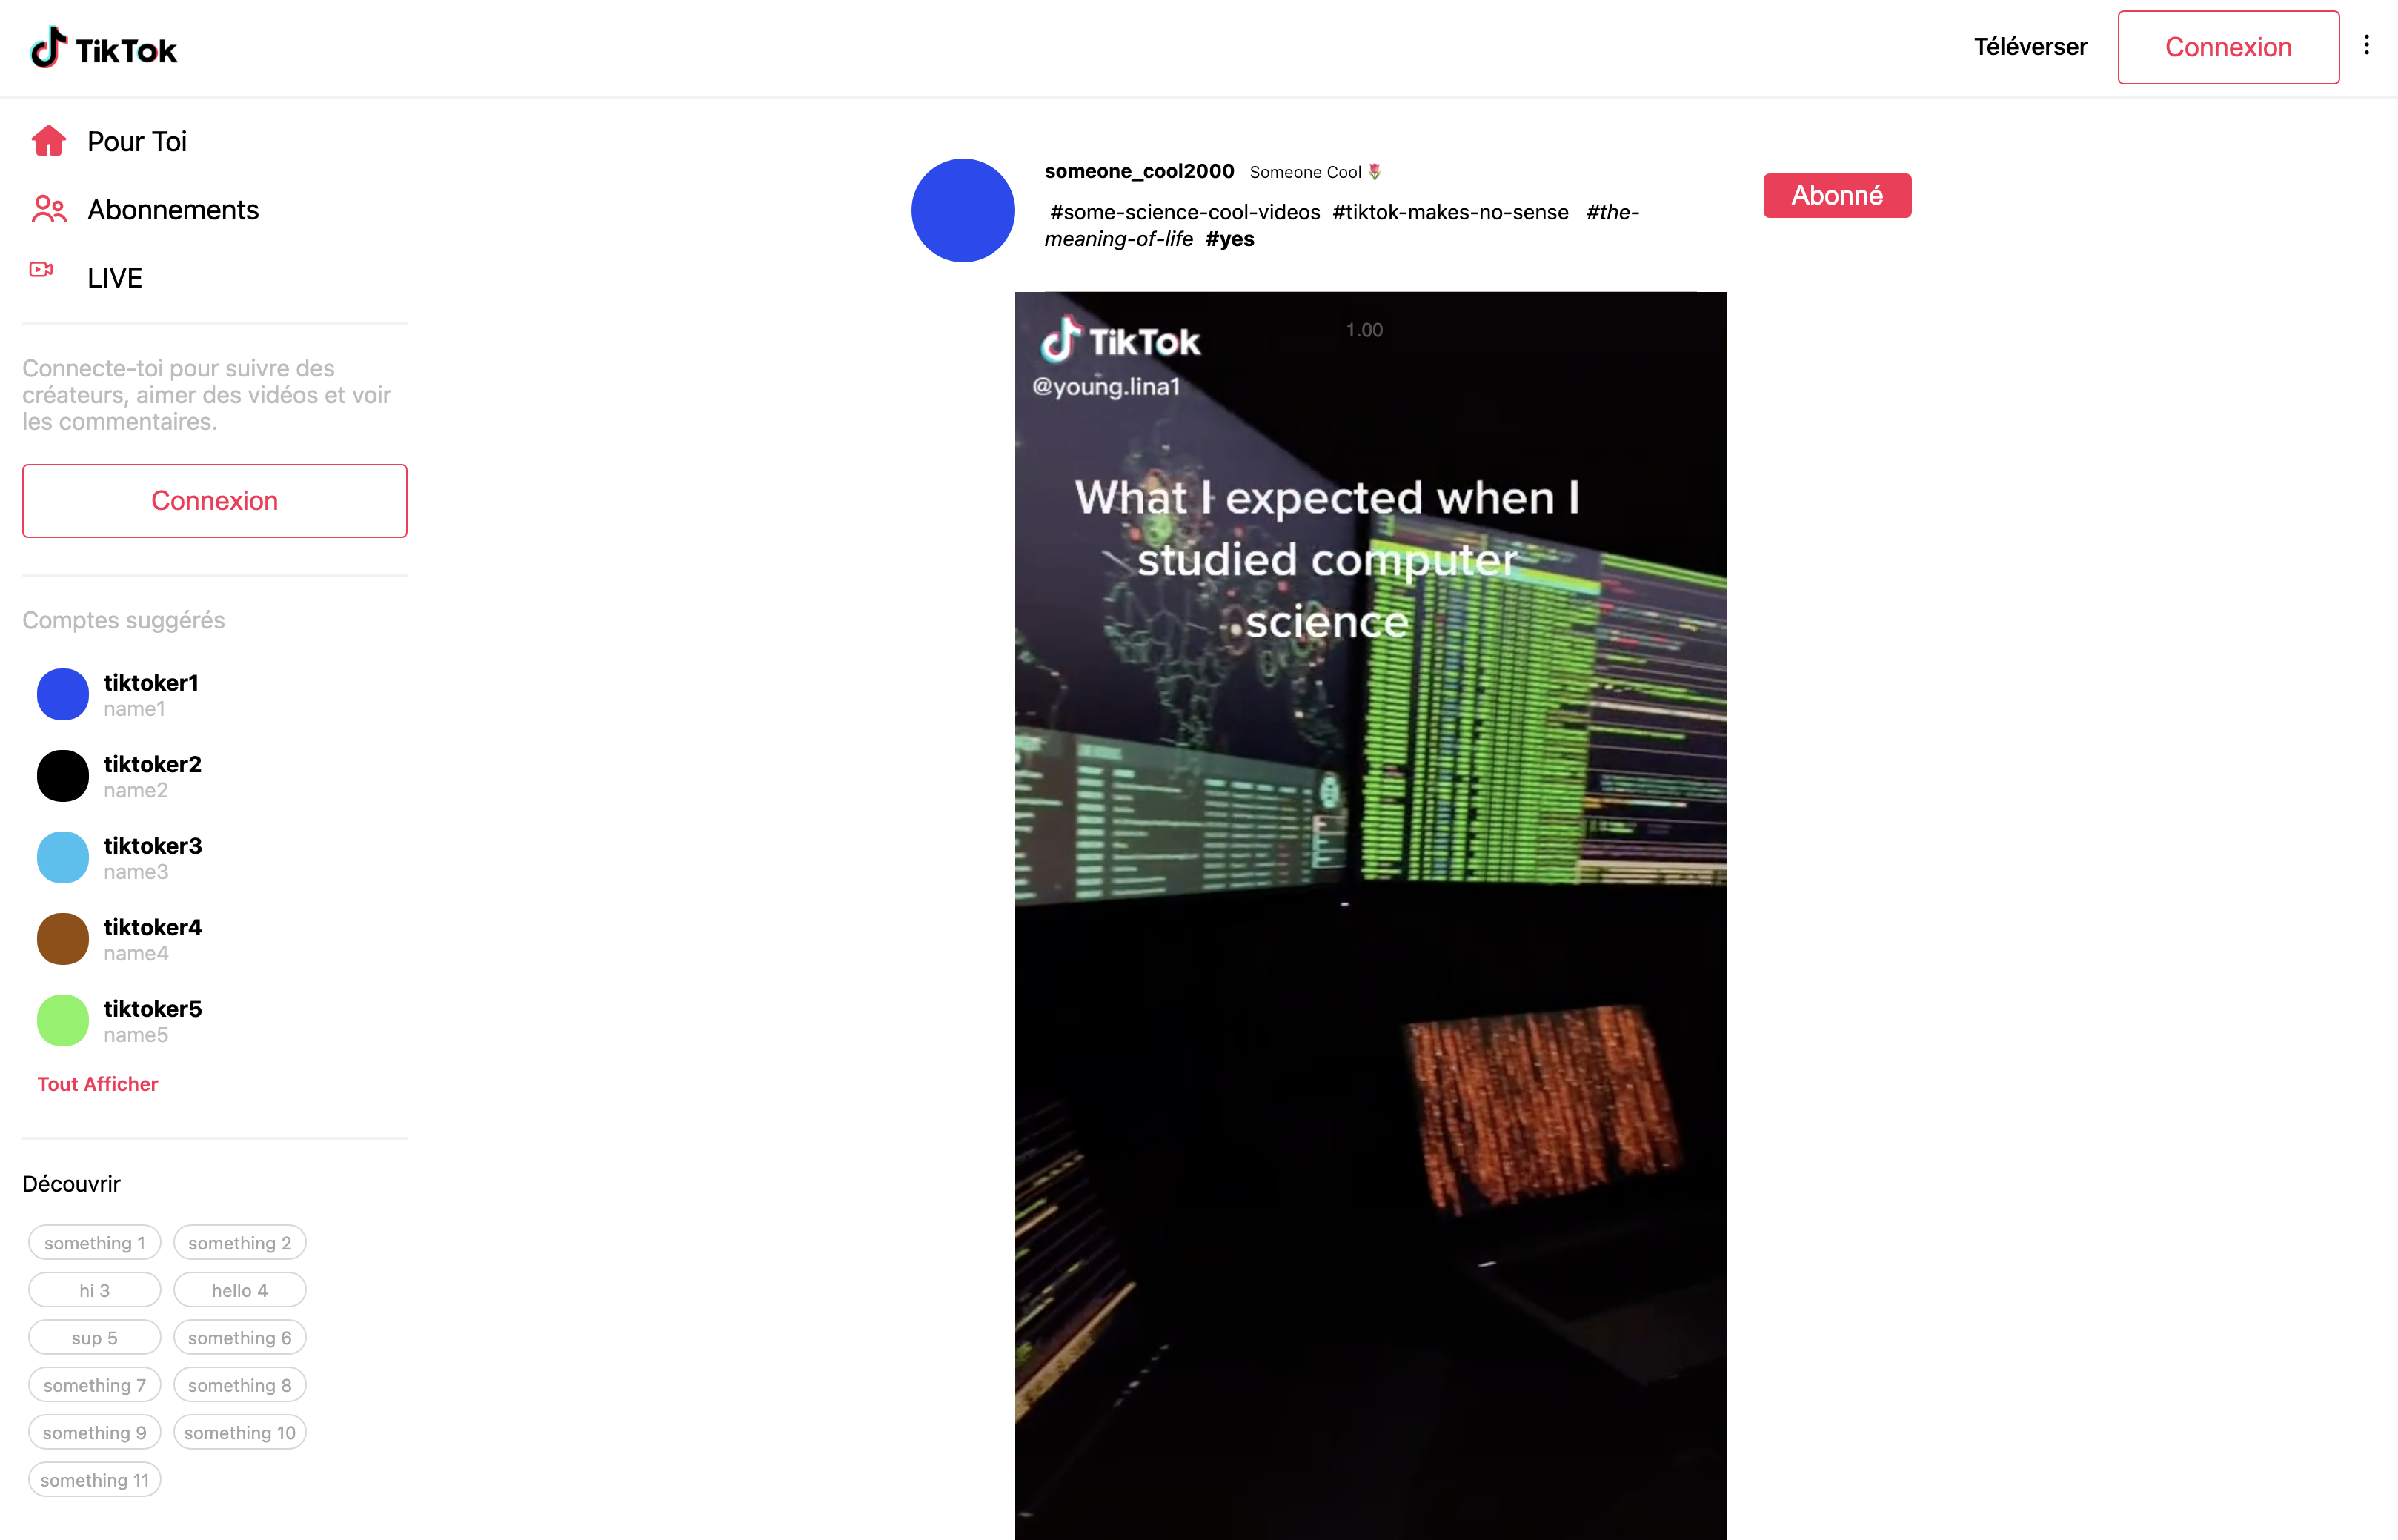 TikTok
Téléverser
Connexion
Pour Toi
Abonnements
LIVE
Connecte-toi pour suivre des
créateurs, aimer des vidéos et voir
les commentaires.
Connexion
Comptes suggérés
tiktoker1
name1
tiktoker2
name2
tiktoker3
name3
tiktoker4
name4
tiktoker5
name5
Tout Afficher
Découvrir
something 1 something 2
hi 3 hello 4
sup 5 something 6
something 7 something 8
something 9 something 10
something 11
someone_cool2000 Someone Cool 🌷
#some-science-cool-videos #tiktok-makes-no-sense #the-
meaning-of-life #yes
Abonné
TikTok
1.00
@young.lina1
What I expected when I
studied computer
science